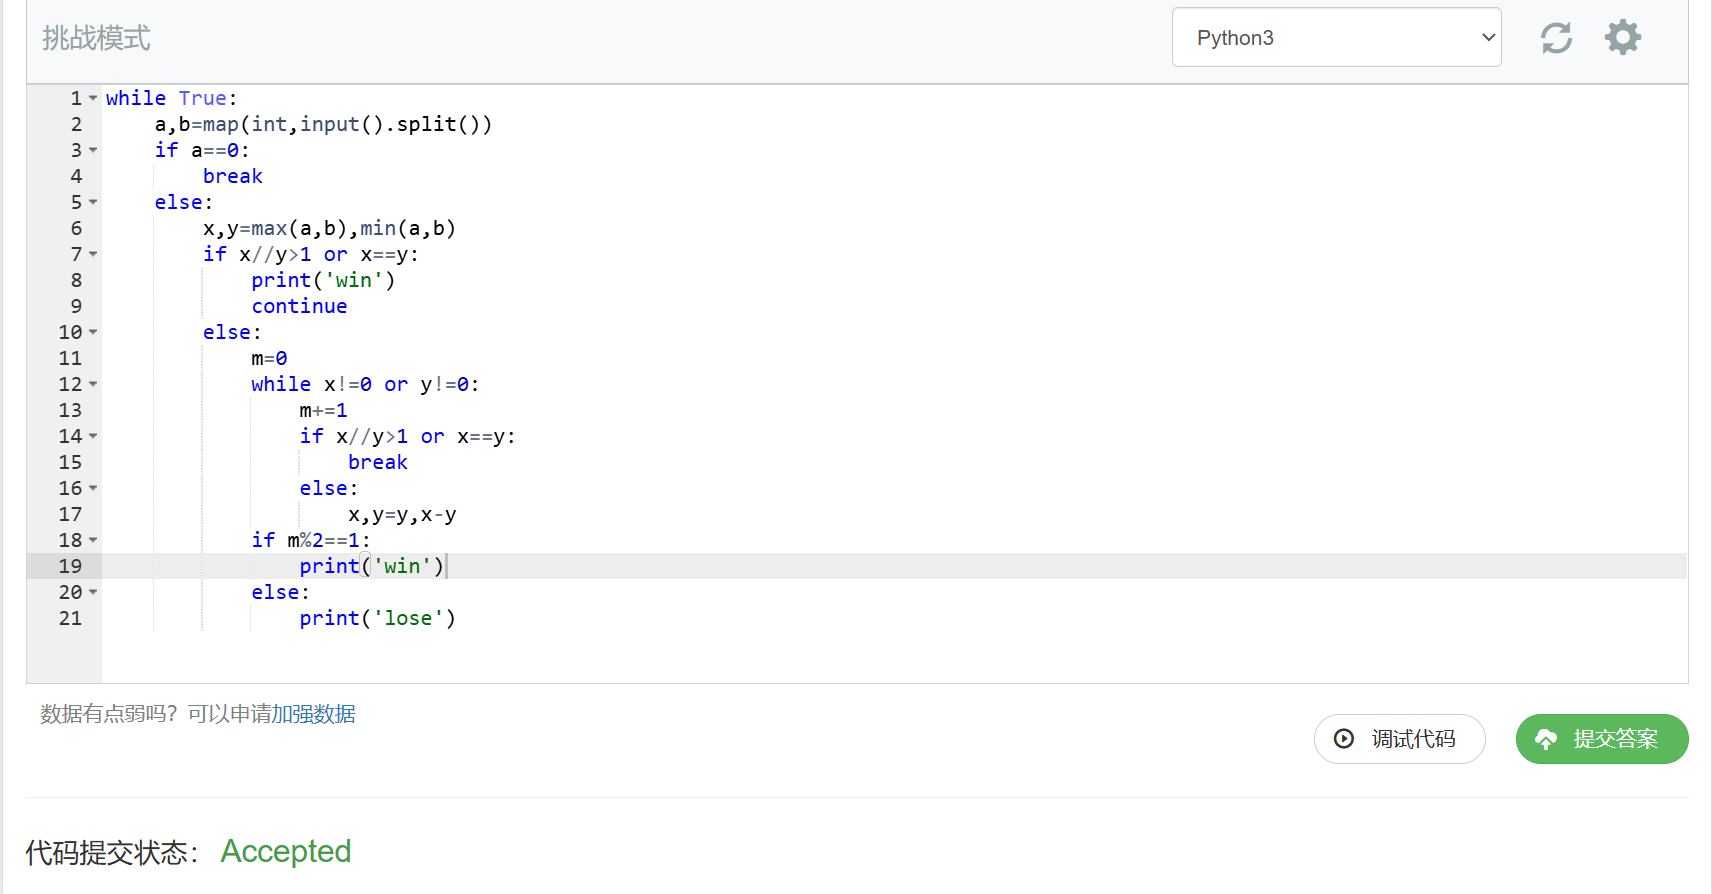 挑战模式
Python3
1 while True:
2     a,b=map(int,input().split())
3     if a==0:
4         break
5     else:
6         x,y=max(a,b),min(a,b)
7         if x//y>1 or x==y:
8             print('win')
9             continue
10         else:
11             m=0
12             while x!=0 or y!=0:
13                 m+=1
14                 if x//y>1 or x==y:
15                     break
16                 else:
17                     x,y=y,x-y
18             if m%2==1:
19                 print('win')
20             else:
21                 print('lose')
数据有点弱吗？可以申请加强数据
调试代码
提交答案
代码提交状态： Accepted